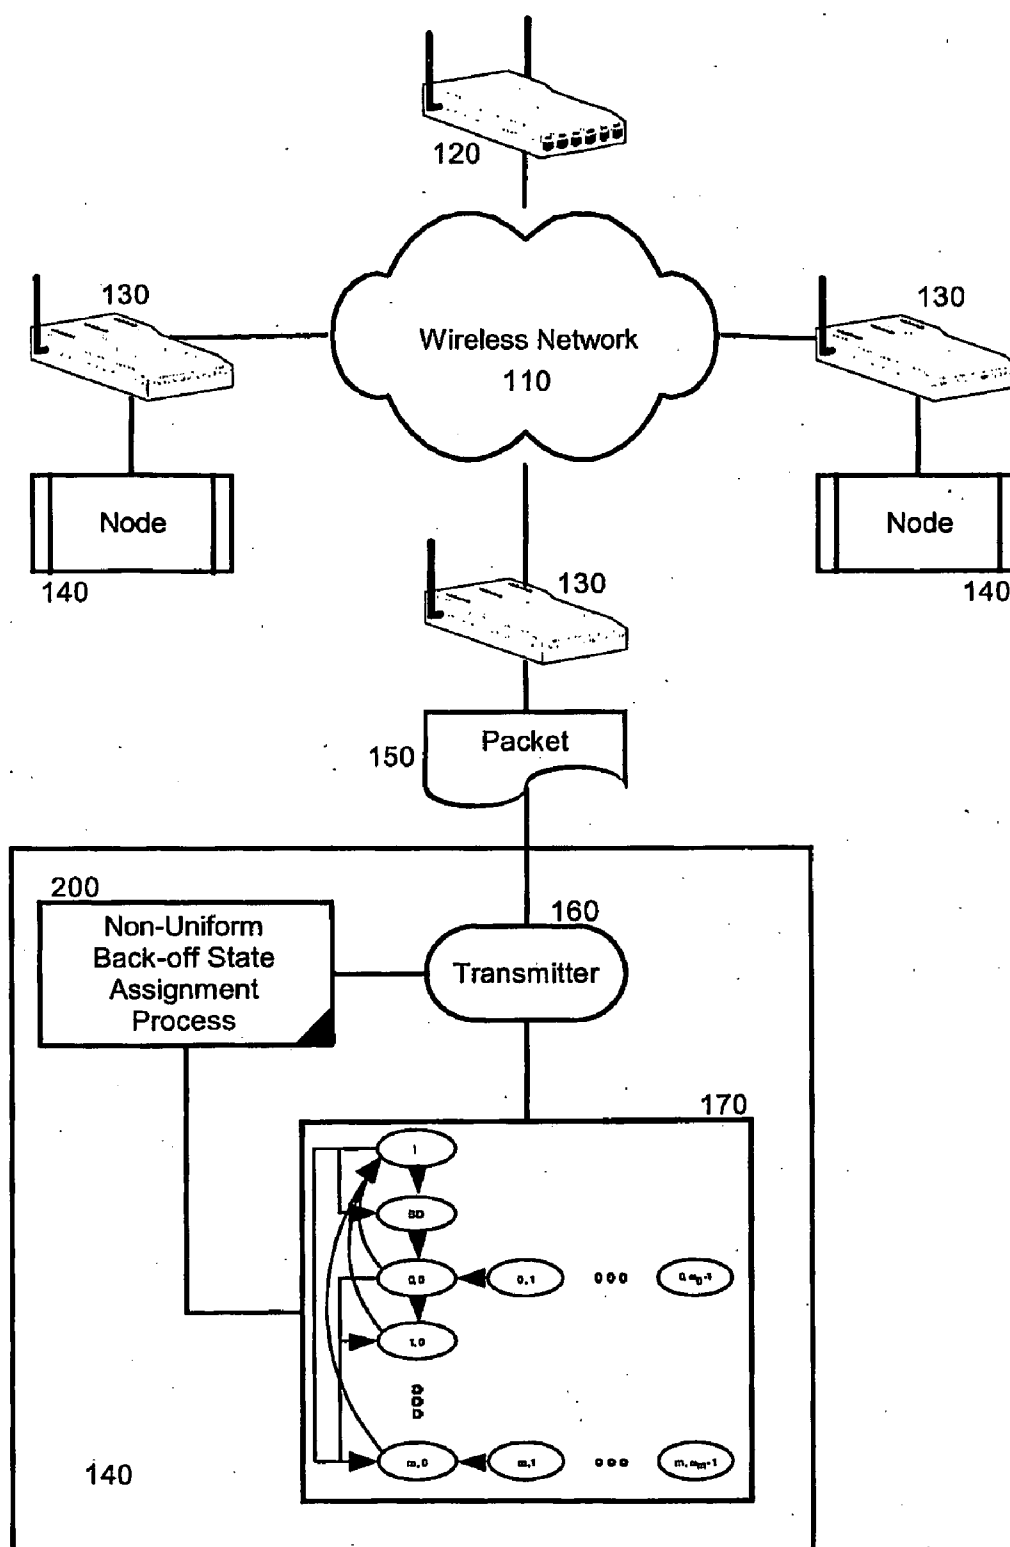 120
130
130
Wireless Network
110
Node
Node
140
140
130
150
Packet
200
160
Non-Uniform
Back-off State
Assignment
Process
Transmitter
170
I
BD
0,0
0,1
1,0
m,0
m,1
140